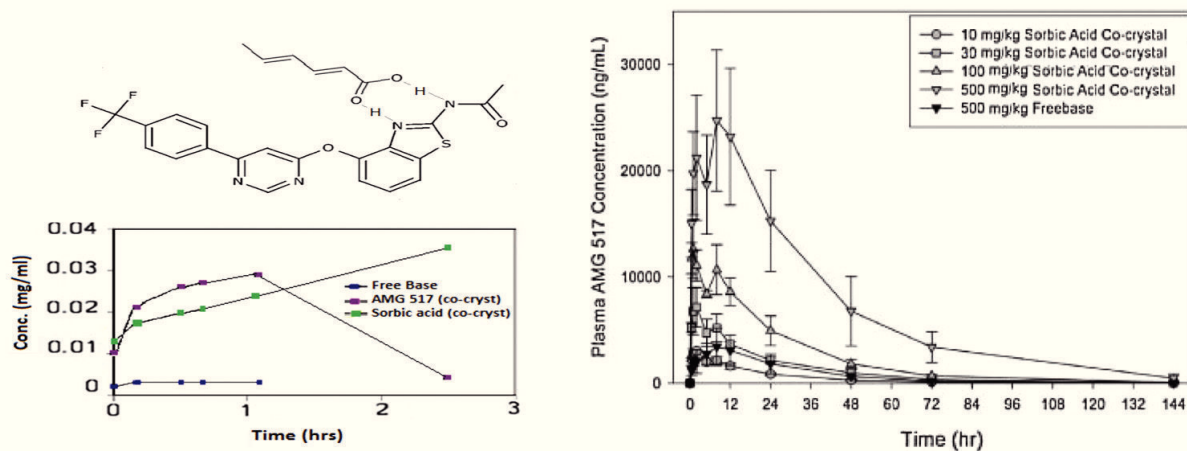 F
F
F
N
N
O
O
H
O
H
N
N
S
O
0.04
0.03
0.02
0.01
0
Conc. (mg/ml)
Free Base
AMG 517 (co-cryst)
Sorbic acid (co-cryst)
0
1
2
3
Time (hrs)
10 mg/kg Sorbic Acid Co-crystal
30 mg/kg Sorbic Acid Co-crystal
100 mg/kg Sorbic Acid Co-crystal
500 mg/kg Sorbic Acid Co-crystal
500 mg/kg Freebase
30000
20000
10000
0
Plasma AMG 517 Concentration (ng/mL)
0 12 24 36 48 60 72 84 96 108 120 132 144
Time (hr)